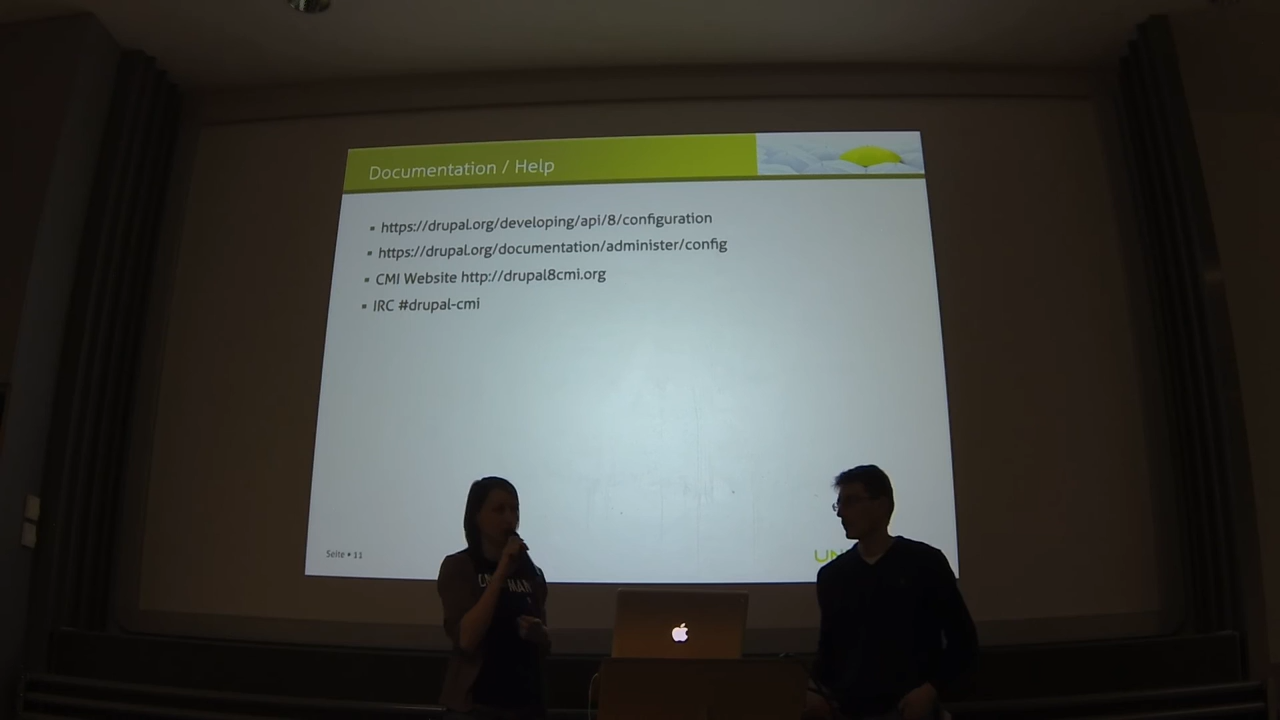 Documentation / Help
▪ https://drupal.org/developing/api/8/configuration
▪ https://drupal.org/documentation/administer/config
▪ CMI Website http://drupal8cmi.org
▪ IRC #drupal-cmi
Seite ▪ 11